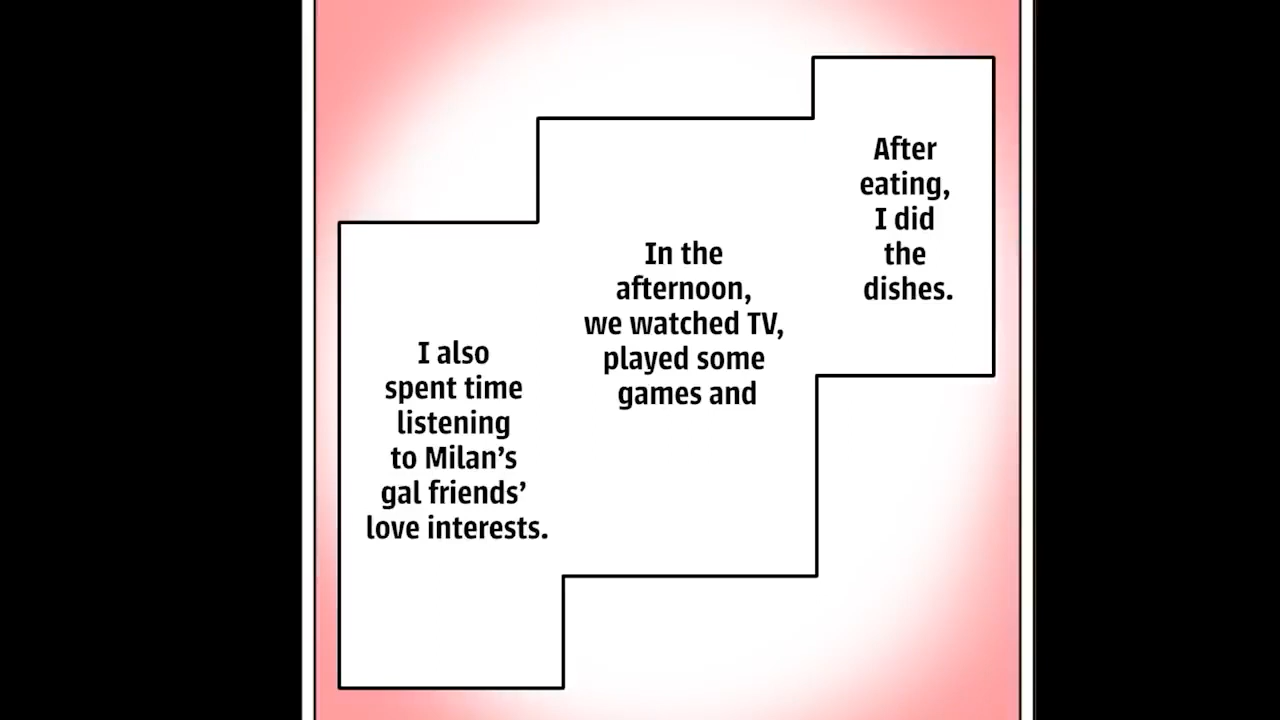 After
eating,
I did
the
dishes.
In the
afternoon,
we watched TV,
played some
games and
I also
spent time
listening
to Milan’s
gal friends’
love interests.